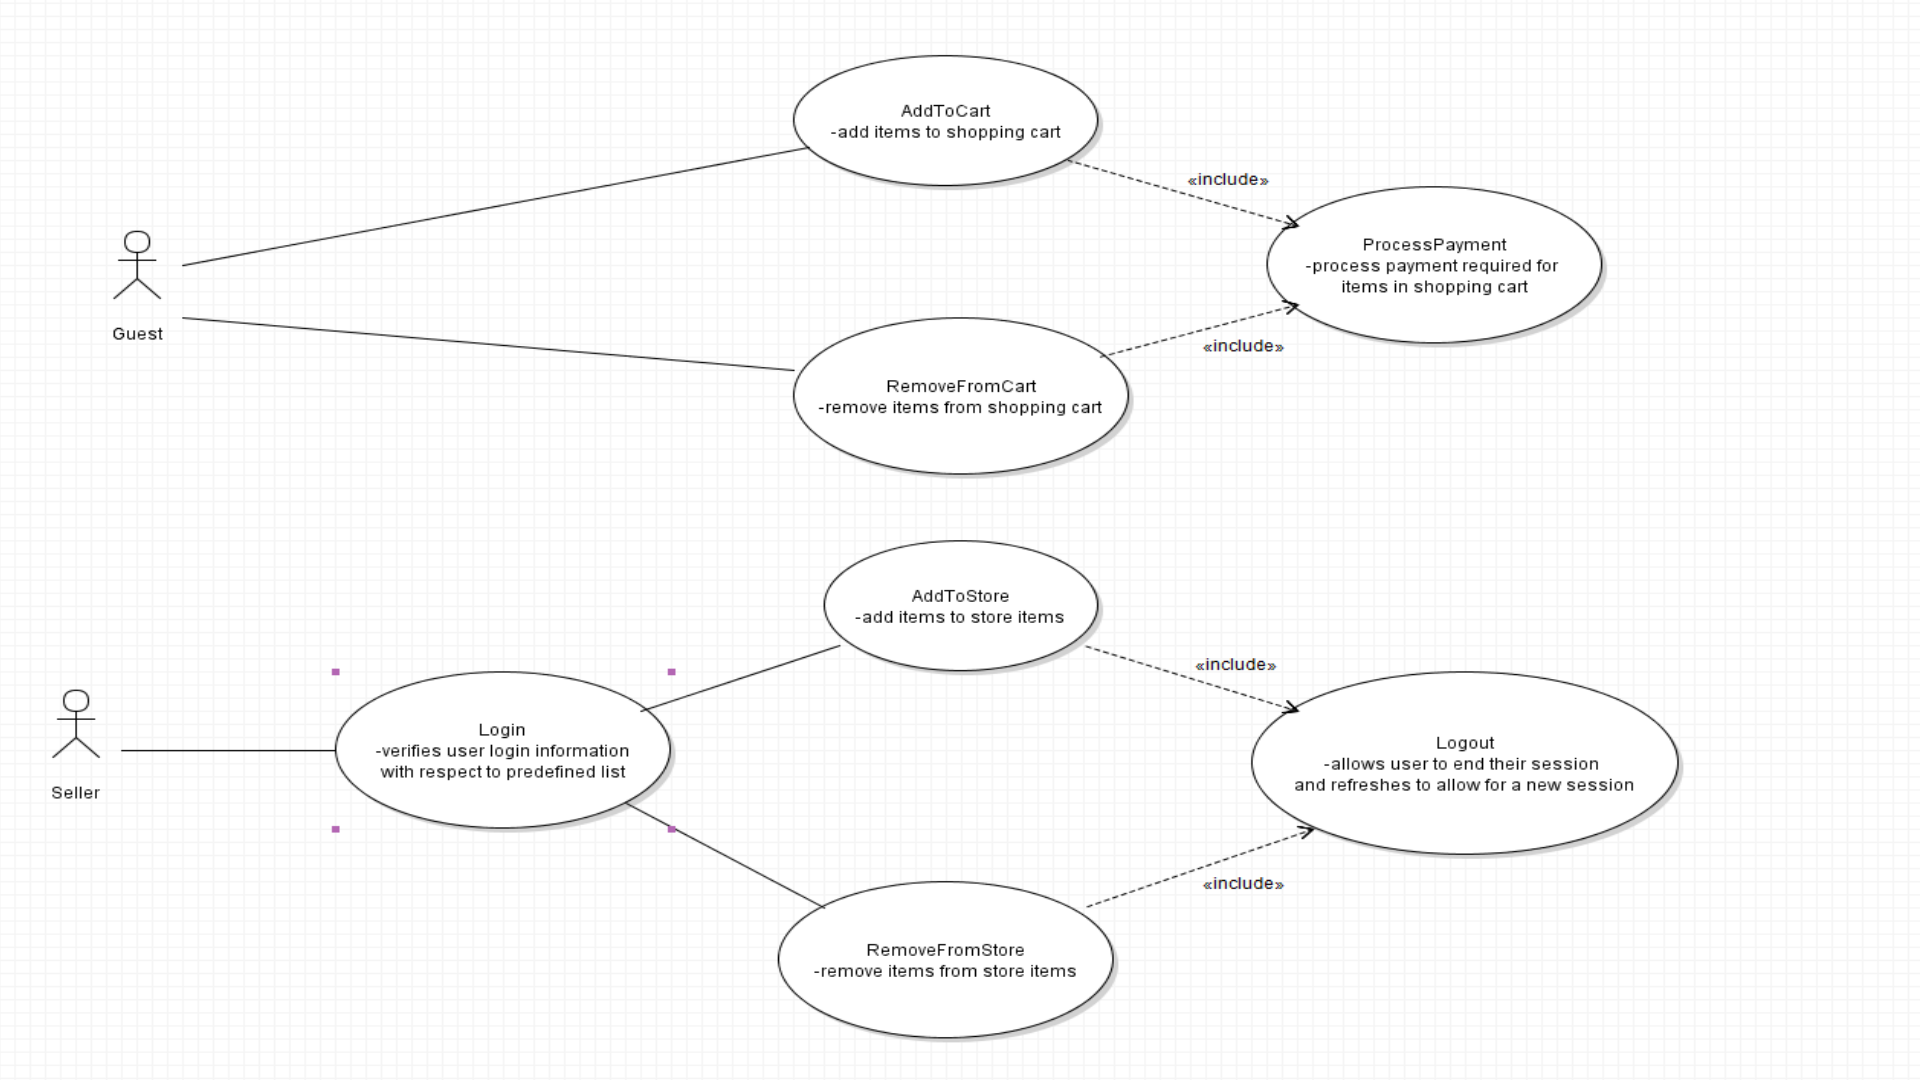 AddToCart
-add items to shopping cart
«include»
ProcessPayment
-process payment required for
items in shopping cart
Guest
«include»
RemoveFromCart
-remove items from shopping cart
AddToStore
-add items to store items
«include»
Login
-verifies user login information
with respect to predefined list
Seller
Logout
-allows user to end their session
and refreshes to allow for a new session
«include»
RemoveFromStore
-remove items from store items